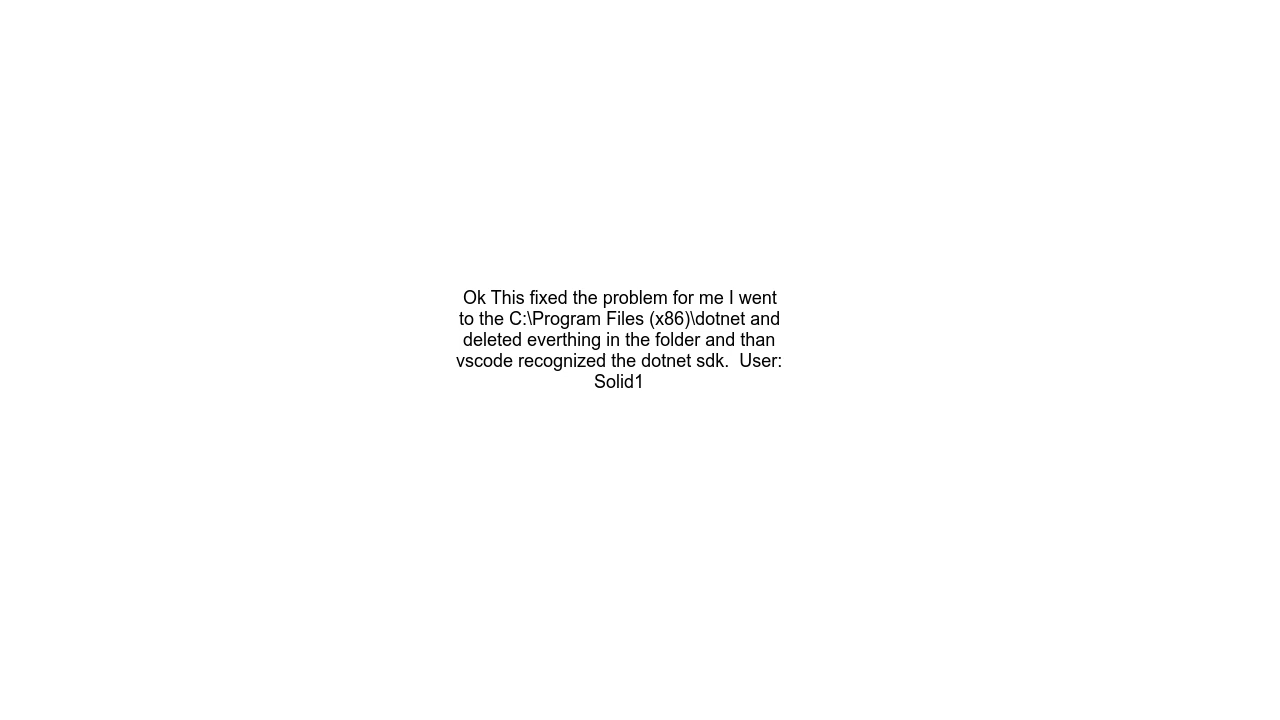 Ok This fixed the problem for me I went
to the C:\Program Files (x86)\dotnet and
deleted everthing in the folder and than
vscode recognized the dotnet sdk.  User:
Solid1